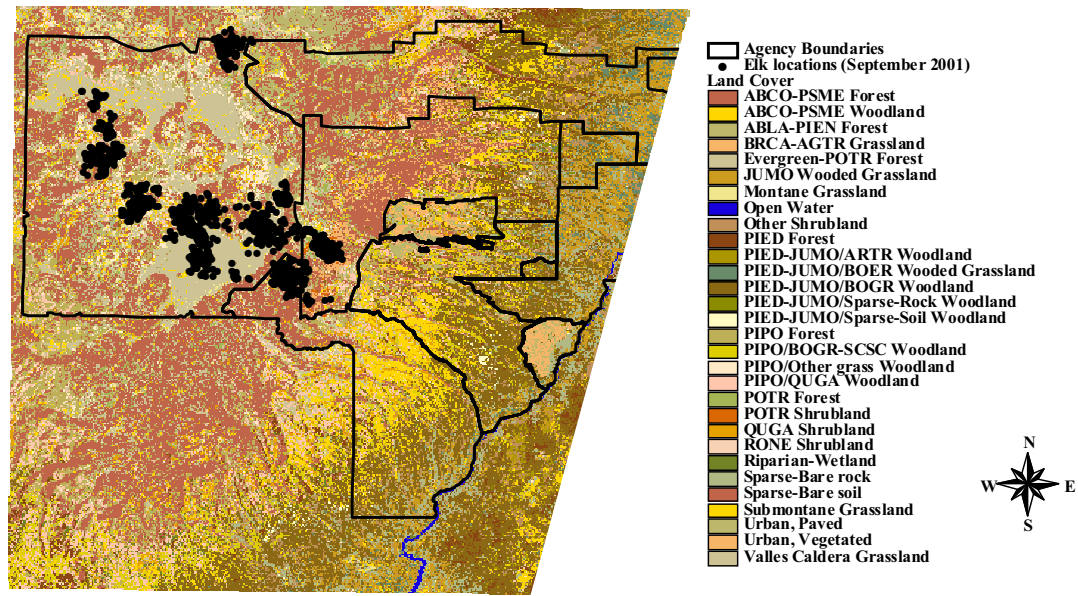 Agency Boundaries
Elk locations (September 2001)
Land Cover
ABCO-PSME Forest
ABCO-PSME Woodland
ABLA-PIEN Forest
BRCA-AGTR Grassland
Evergreen-POTR Forest
JUMO Wooded Grassland
Montane Grassland
Open Water
Other Shrubland
PIED Forest
PIED-JUMO/ARTR Woodland
PIED-JUMO/BOER Wooded Grassland
PIED-JUMO/BOGR Woodland
PIED-JUMO/Sparse-Rock Woodland
PIED-JUMO/Sparse-Soil Woodland
PIPO Forest
PIPO/BOGR-SCSC Woodland
PIPO/Other grass Woodland
PIPO/QUGA Woodland
POTR Forest
POTR Shrubland
QUGA Shrubland
RONE Shrubland
Riparian-Wetland
Sparse-Bare rock
Sparse-Bare soil
Submontane Grassland
Urban, Paved
Urban, Vegetated
Valles Caldera Grassland
N
W E
S